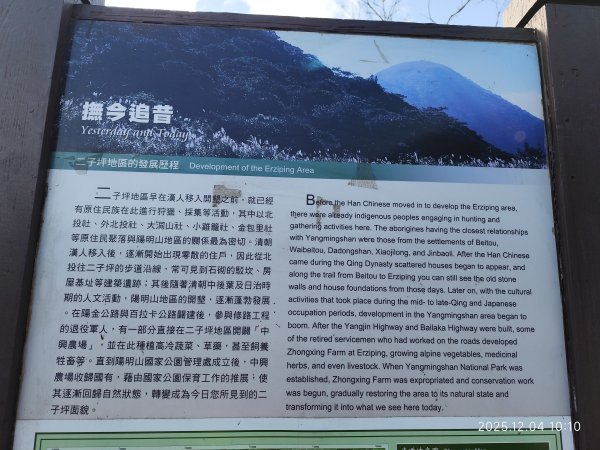 撫今追昔
Yesterday and Today
二子坪地區的發展歷程 Development of the Erziping Area
二子坪地區早在漢人移入開墾之前，就已經
有原住民族在此進行狩獵、採集等活動，其中以北
投社、外北投社、大洞山社、小雞籠社、金包里社
等原住民聚落與陽明山地區的關係最為密切。清朝
漢人移入後，逐漸開始出現零散的住戶，因此從北
投往二子坪的步道沿線，常可見到石砌的駁坎、房
屋基址等建築遺跡；其後隨著清朝中後葉及日治時
期的人文活動，陽明山地區的開墾，逐漸蓬勃發展
。在陽金公路與百拉卡公路闢建後，參與修路工程
的退役軍人，有一部分直接在二子坪地區開闢「中
興農場」，並在此種植高冷蔬菜、草藥，甚至飼養
牲畜等。直到陽明山國家公園管理處成立後，中興
農場收歸國有，藉由國家公園保育工作的推展，使
其逐漸回歸自然狀態，轉變成為今日您所見到的二
子坪面貌。
Before the Han Chinese moved in to develop the Erziping area,
there were already indigenous peoples engaging in hunting and
gathering activities here. The aborigines having the closest relationships
with Yangmingshan were those from the settlements of Beitou,
Waibeitou, Dadongshan, Xiaojilong, and Jinbaoli. After the Han Chinese
came during the Qing Dynasty scattered houses began to appear, and
along the trail from Beitou to Erziping you can still see the old stone
walls and house foundations from those days. Later on, with the cultural
activities that took place during the mid- to late-Qing and Japanese
occupation periods, development in the Yangmingshan area began to
boom. After the Yangjin Highway and Bailaka Highway were built, some
of the retired servicemen who had worked on the roads developed
Zhongxing Farm at Erziping, growing alpine vegetables, medicinal
herbs, and even livestock. When Yangmingshan National Park was
established, Zhongxing Farm was expropriated and conservation work
was begun, gradually restoring the area to its natural state and
transforming it into what we see here today.
2025.12.04 10:10